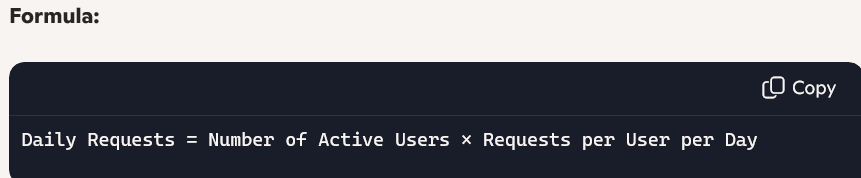 Formula:
Copy
Daily Requests = Number of Active Users × Requests per User per Day